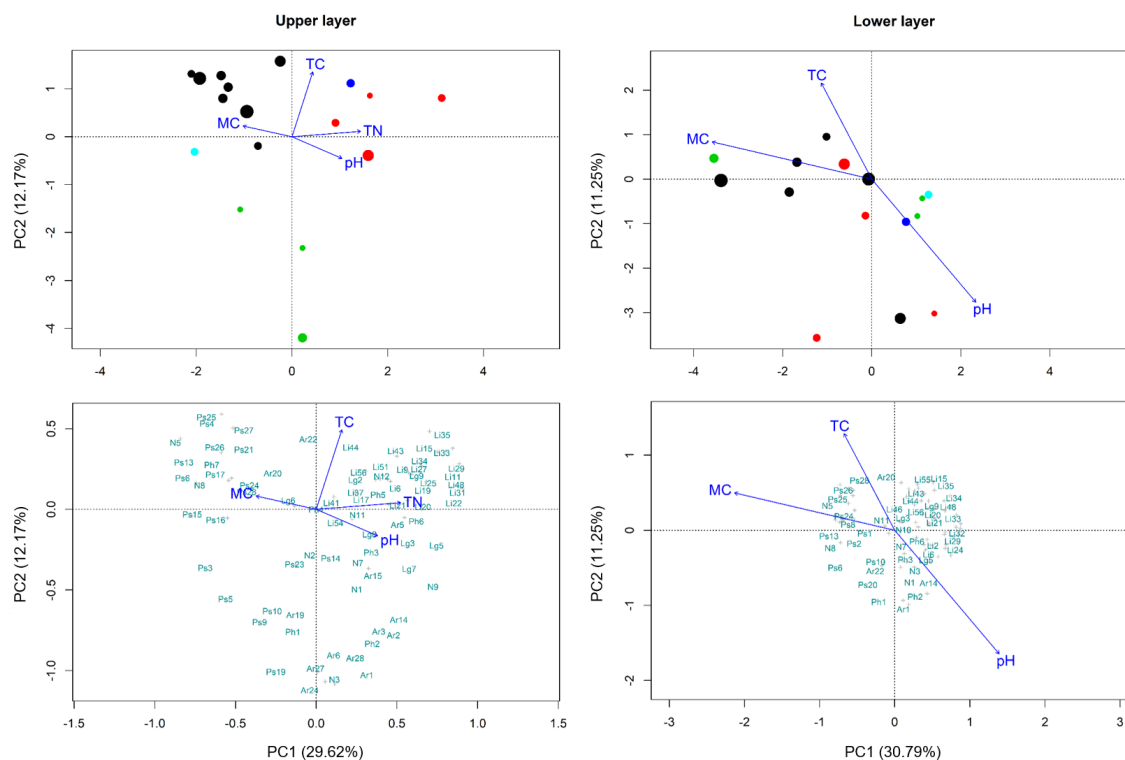 Upper layer
Lower layer
PC2 (12.17%)
1
0
-1
-2
-3
-4
TC
MC
TN
pH
-4
-2
0
2
4
PC2 (11.25%)
2
1
0
-1
-2
-3
TC
MC
pH
-4
-2
0
2
4
PC2 (12.17%)
0.5
0.0
-0.5
-1.0
TC
MC
TN
pH
Ps25
Ps4
Ps27
N5
Ps26
Ps21
Ar22
Li44
Li35
Li43
Li15
Li33
Ps13
Ph7
Ps17
Ps6
N8
Ps24
Ar20
Li56
Li51
N12
Li34
Li27
Lg9
Li29
Li11
Li48
Li31
Li22
Li25
Li19
Li6
Li37
Li17
Ph5
Lg6
Li41
Ps15
Ps16
Li54
N11
Ar5
Ph6
Lg3
Lg5
Ph3
N2
Ps14
N7
Ps23
Ar15
Lg7
N1
N9
Ps3
Ps5
Ps10
Ar19
Ps9
Ph1
Ar14
Ar3
Ar2
Ph2
Ar6
Ar28
Ps19
Ar27
Ar1
N3
Ar24
-1.5
-1.0
-0.5
0.0
0.5
1.0
1.5
PC1 (29.62%)
PC2 (11.25%)
1
0
-1
-2
TC
MC
pH
Ps28
Ar20
Li55
Li15
Li35
Ps26
Ps25
N5
Li43
Li44
Li34
Lg9
Li48
Li46
Li56
Li20
Ps24
Ps8
N11
Lg3
Li21
Li33
Ps13
Ps1
N10
Li32
Ps2
Ph6
Li29
N8
N7
Li2
Li24
Li6
Ph3
Lg5
Ps6
Ps19
Ar22
N3
Ps20
N1
Ar14
Ph1
Ph2
Ar1
-3
-2
-1
0
1
2
3
PC1 (30.79%)